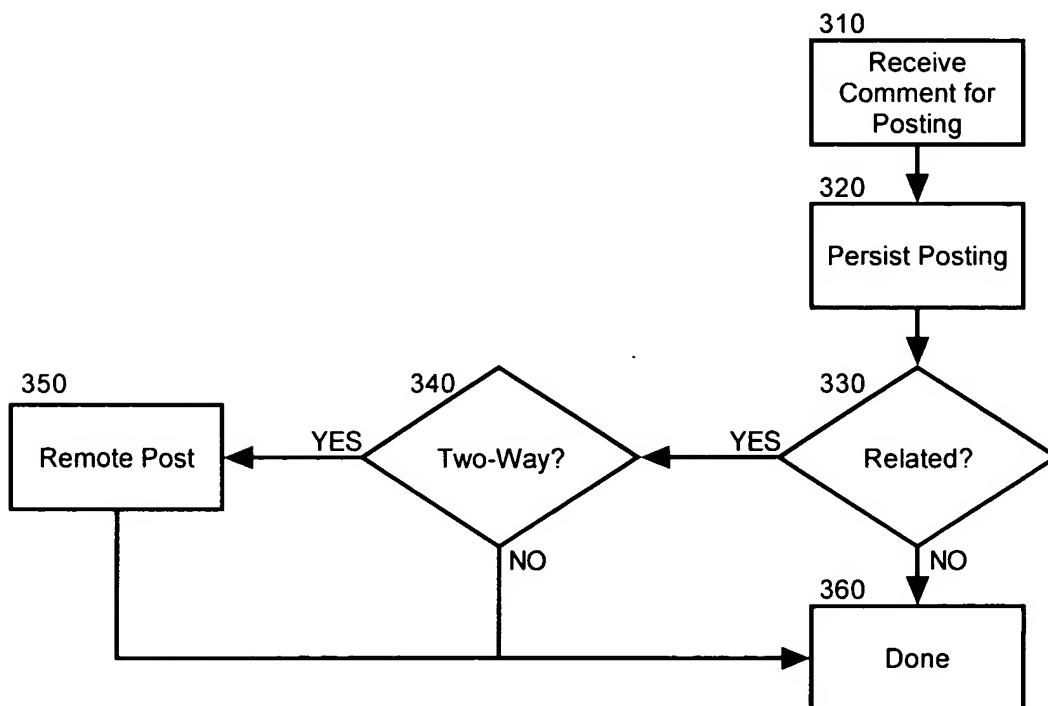 310
Receive
Comment for
Posting
320
Persist Posting
330
Related?
YES
NO
340
Two-Way?
YES
NO
350
Remote Post
360
Done